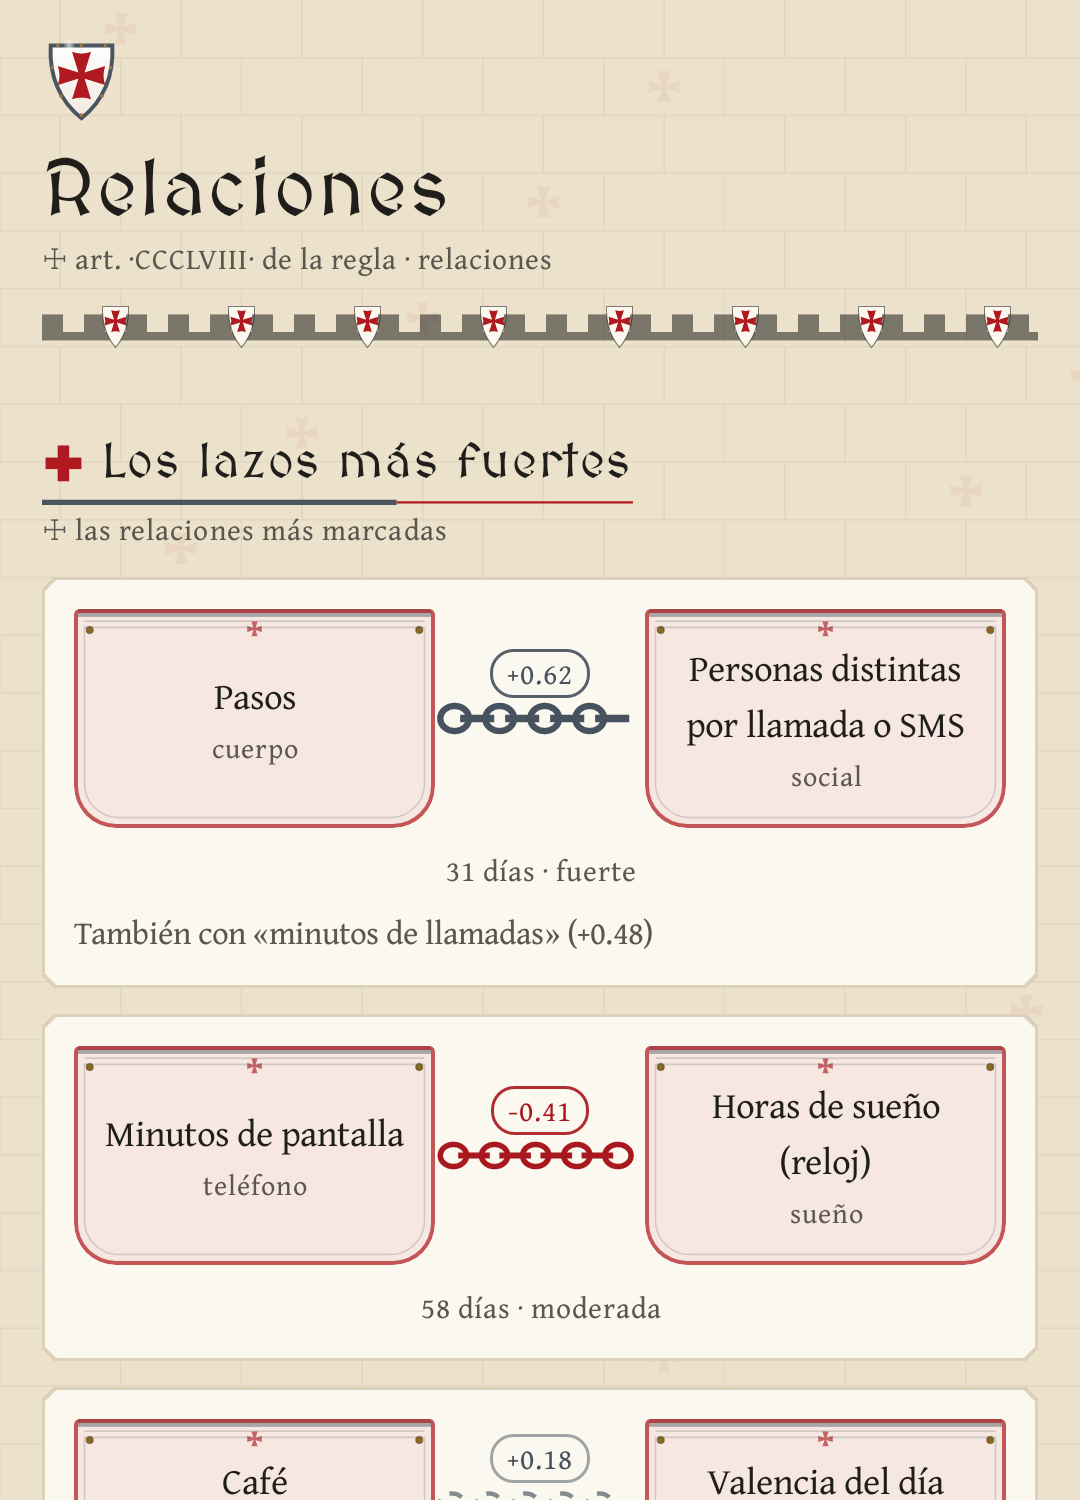 Relaciones
☩ art. ·CCCLVIII· de la regla · relaciones
Los lazos más fuertes
☩ las relaciones más marcadas
Pasos
cuerpo
+0.62
Personas distintas
por llamada o SMS
social
31 días · fuerte
También con «minutos de llamadas» (+0.48)
Minutos de pantalla
teléfono
-0.41
Horas de sueño
(reloj)
sueño
58 días · moderada
Café
+0.18
Valencia del día